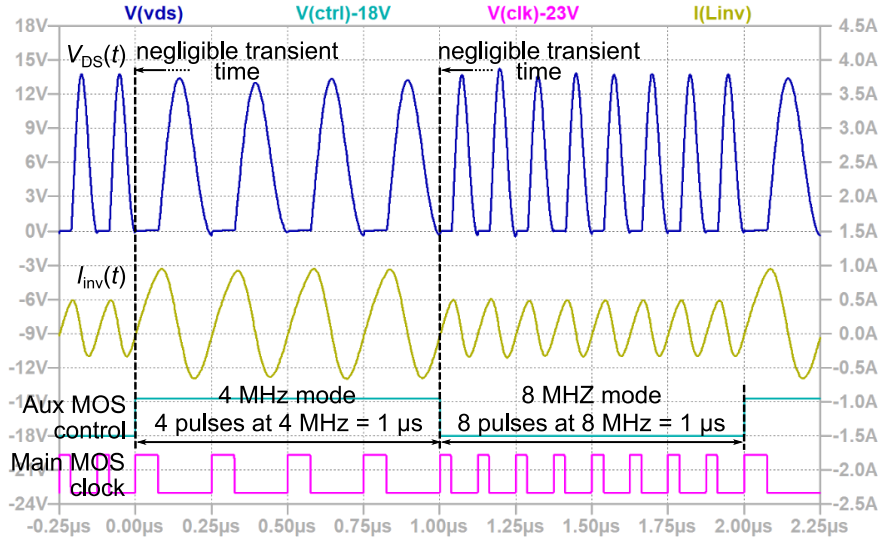 V(vds) V(ctrl)-18V V(clk)-23V I(Linv)
18V 4.5A
15V 4.0A
12V 3.5A
9V 3.0A
6V 2.5A
3V 2.0A
0V 1.5A
-3V 1.0A
-6V 0.5A
-9V 0.0A
-12V -0.5A
-15V -1.0A
-18V -1.5A
-21V -2.0A
-24V -2.5A
VDS(t)
negligible transient
time
negligible transient
time
Iinv(t)
4 MHz mode
8 MHZ mode
Aux MOS
control
4 pulses at 4 MHz = 1 µs
8 pulses at 8 MHz = 1 µs
Main MOS
clock
-0.25µs 0.00µs 0.25µs 0.50µs 0.75µs 1.00µs 1.25µs 1.50µs 1.75µs 2.00µs 2.25µs